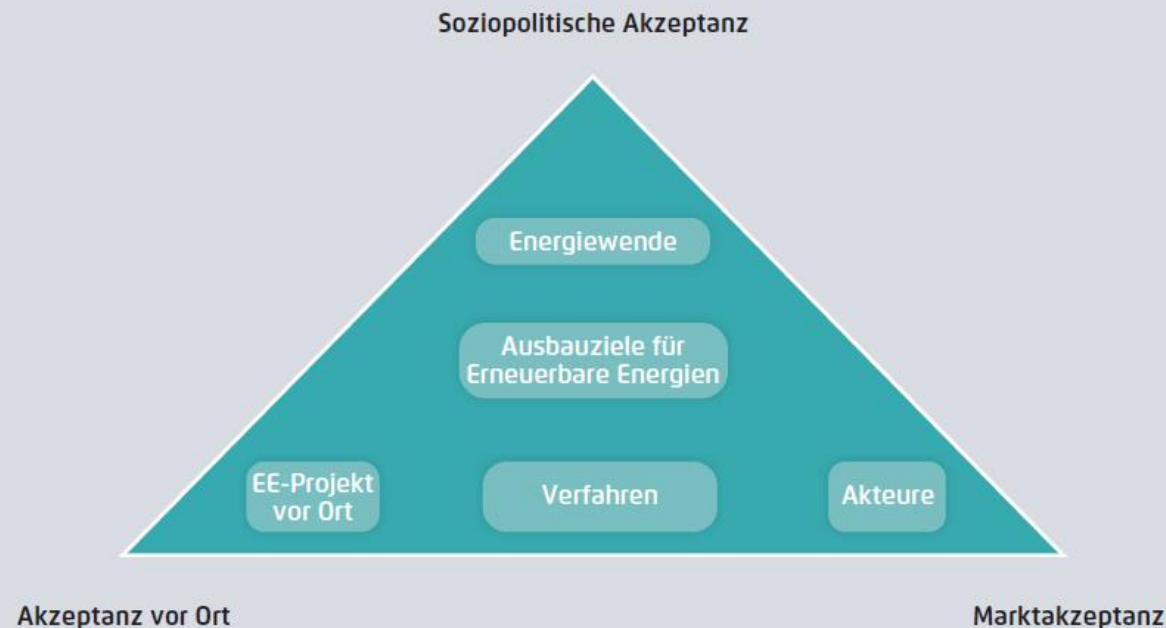 Soziopolitische Akzeptanz
Energiewende
Ausbauziele für
Erneuerbare Energien
EE-Projekt
vor Ort
Verfahren
Akteure
Akzeptanz vor Ort
Marktakzeptanz